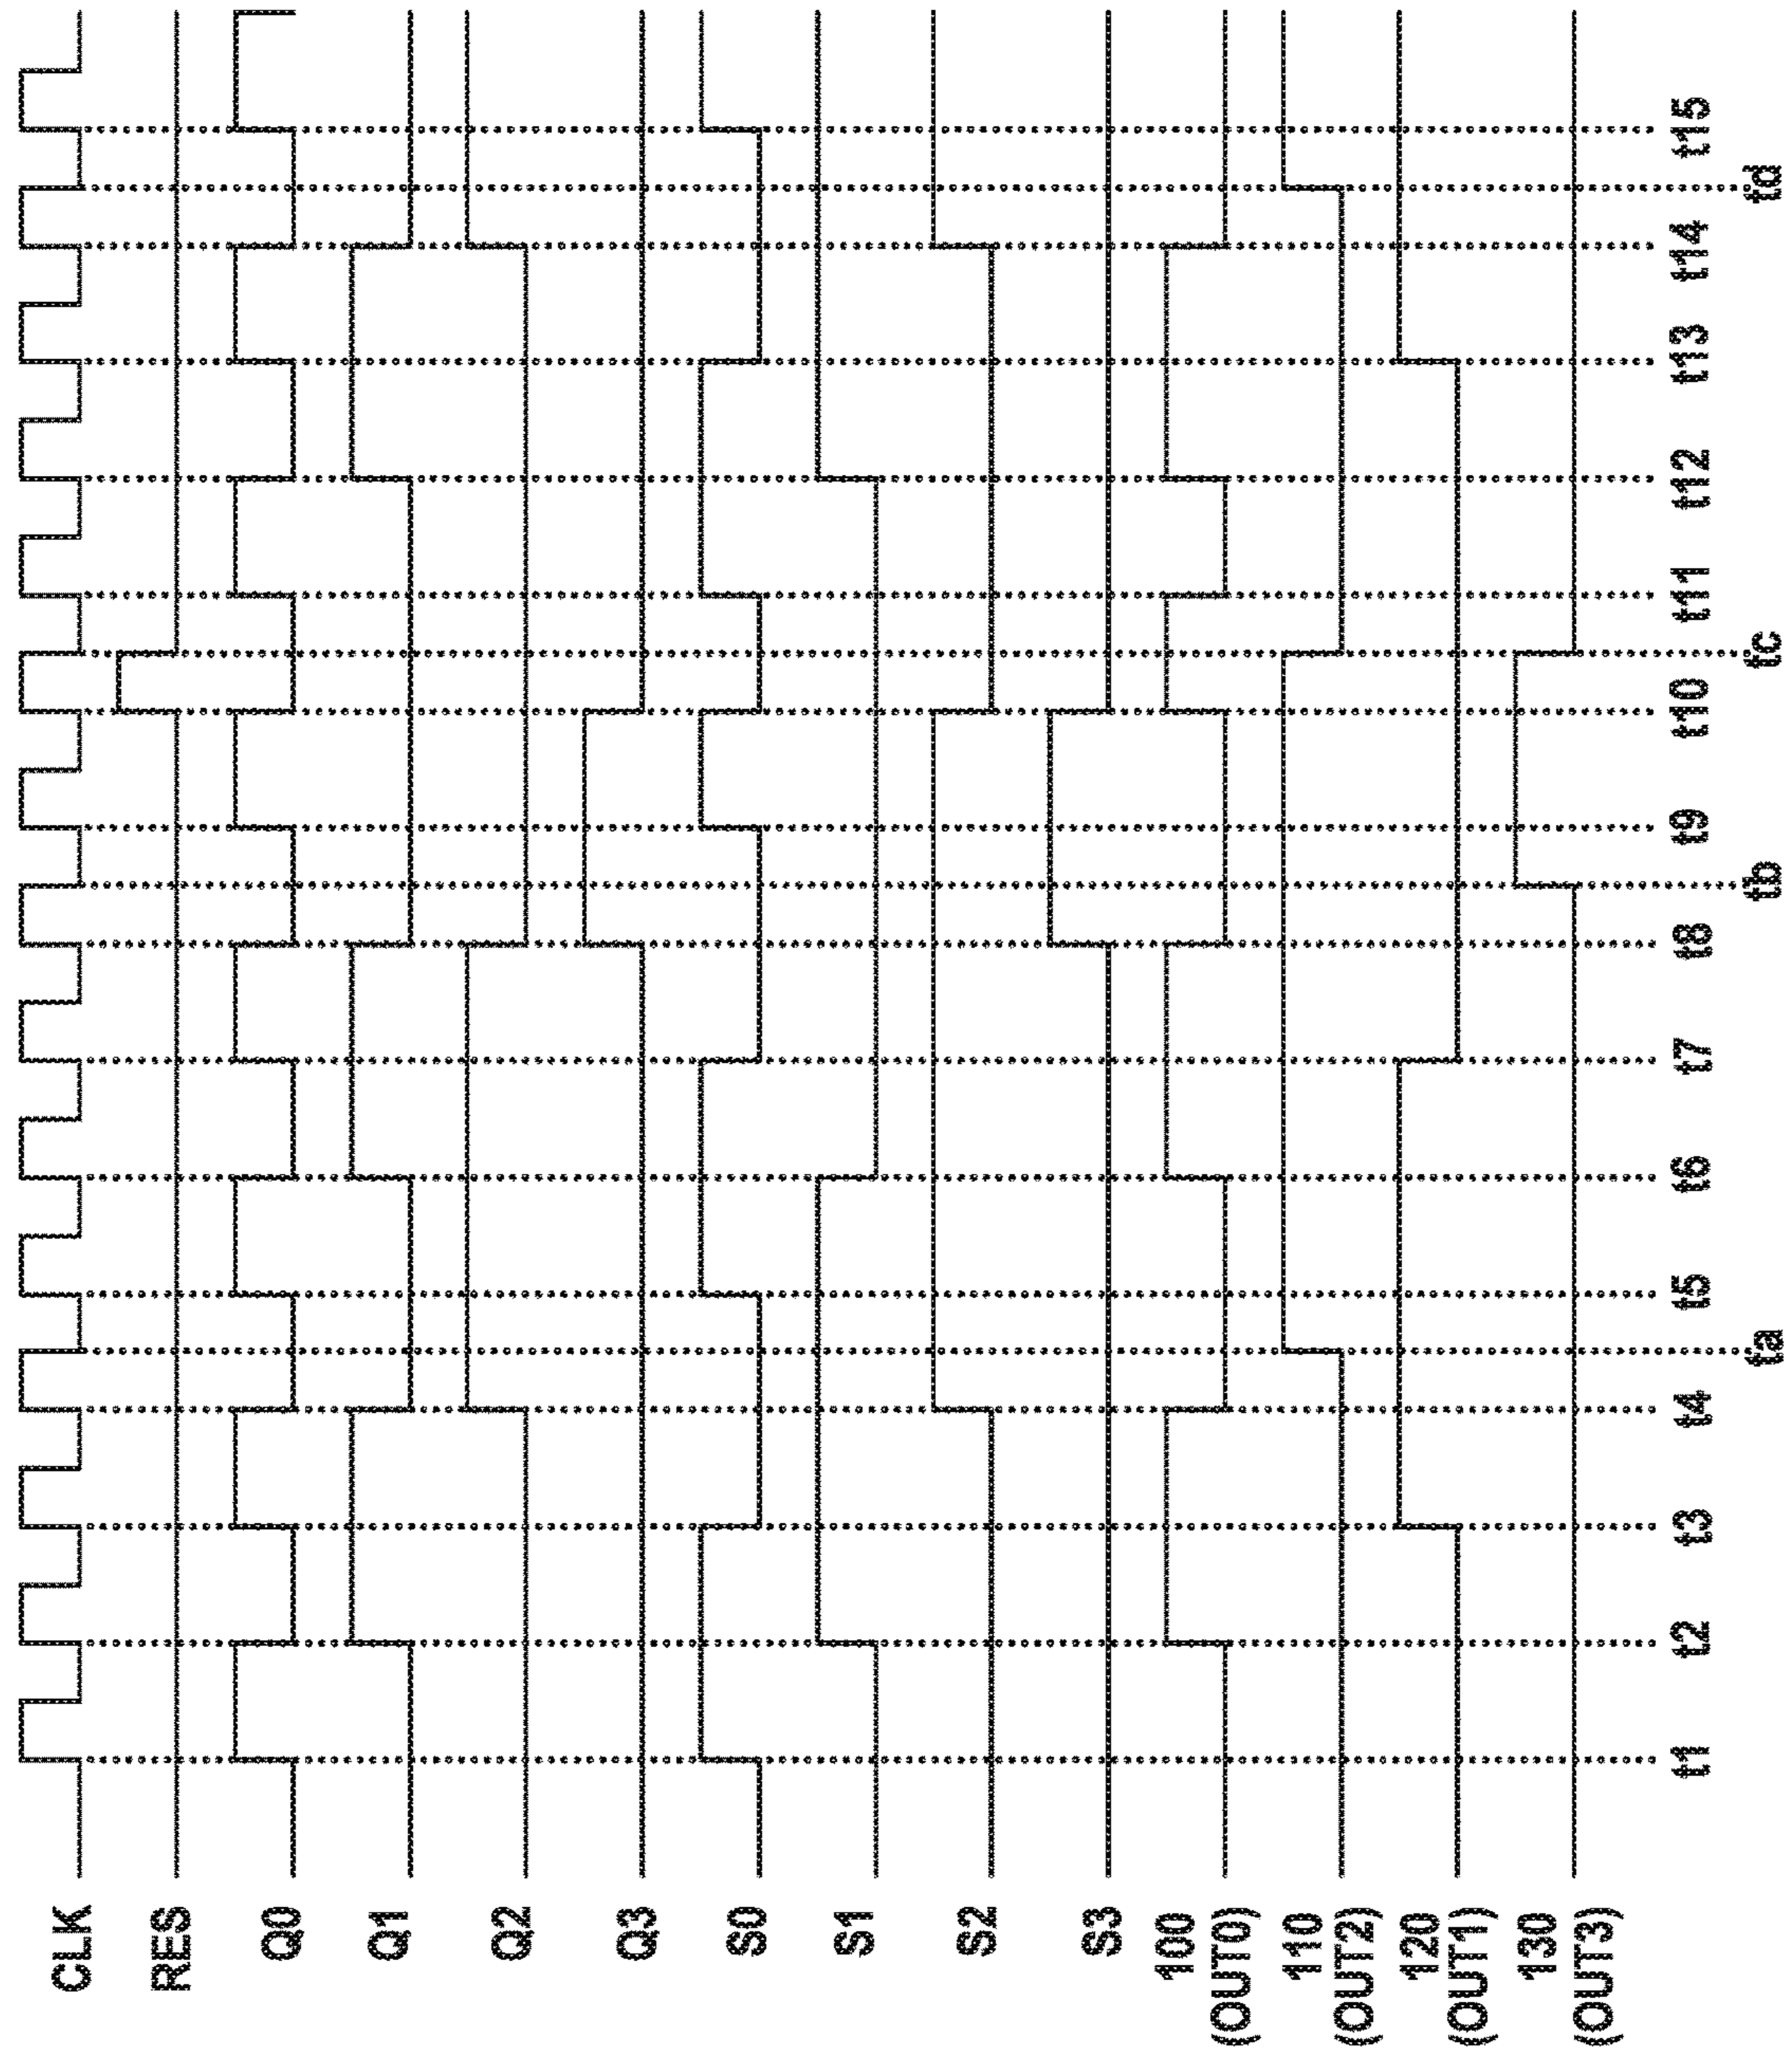 CLK
RES
Q0
Q1
Q2
Q3
S0
S1
S2
S3
100
(OUT0)
110
(OUT2)
120
(OUT1)
130
(OUT3)
t1
t2
t3
t4
ta
t5
t6
t7
t8
tb
t9
t10
tc
t11
t12
t13
t14
td
t15